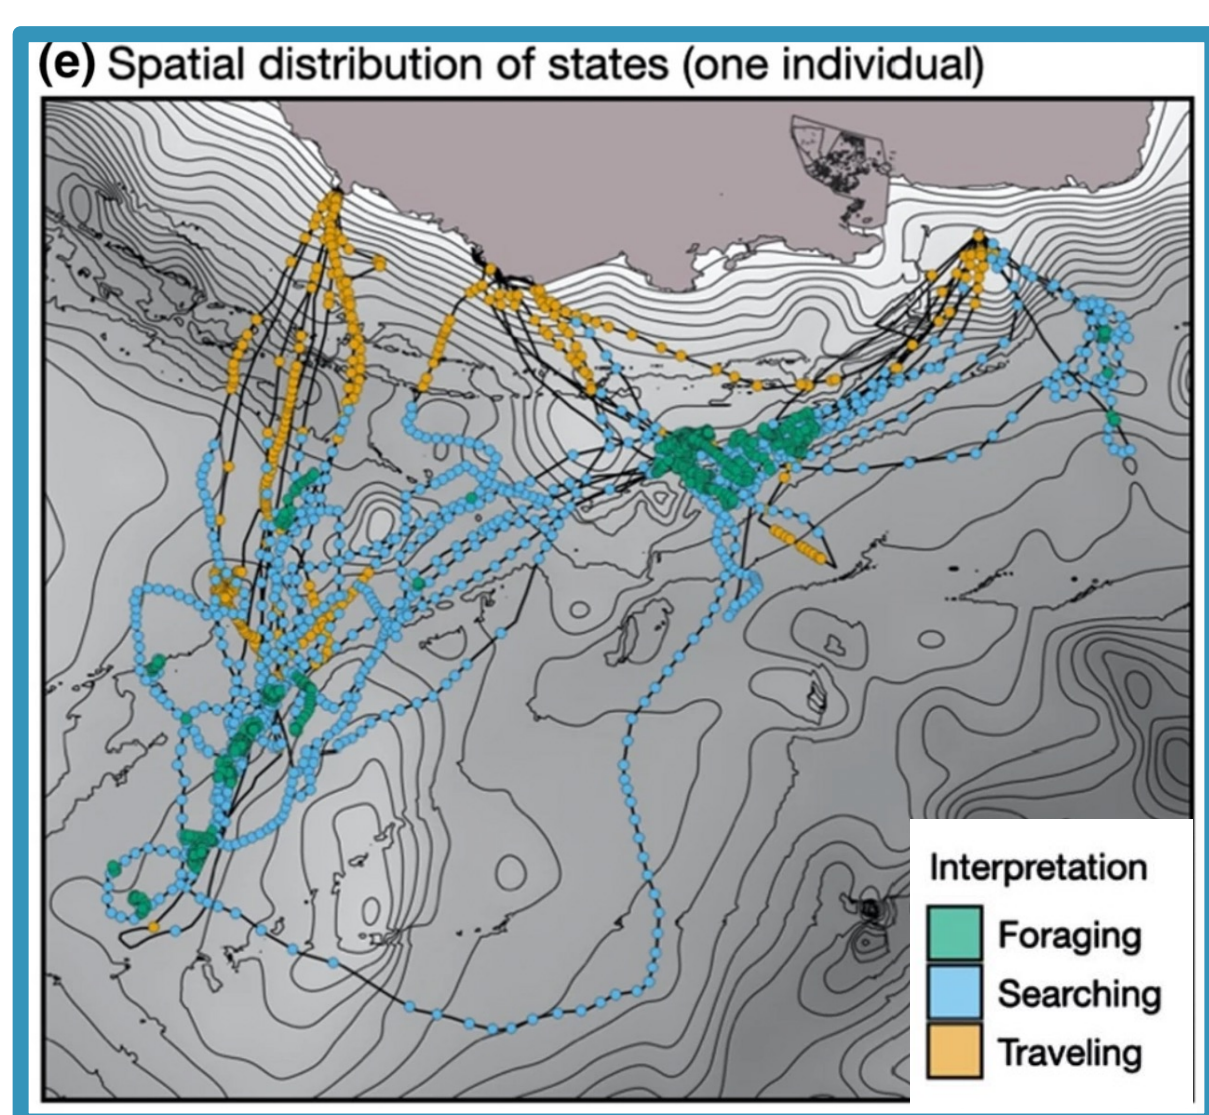 (e) Spatial distribution of states (one individual)
Interpretation
Foraging
Searching
Traveling